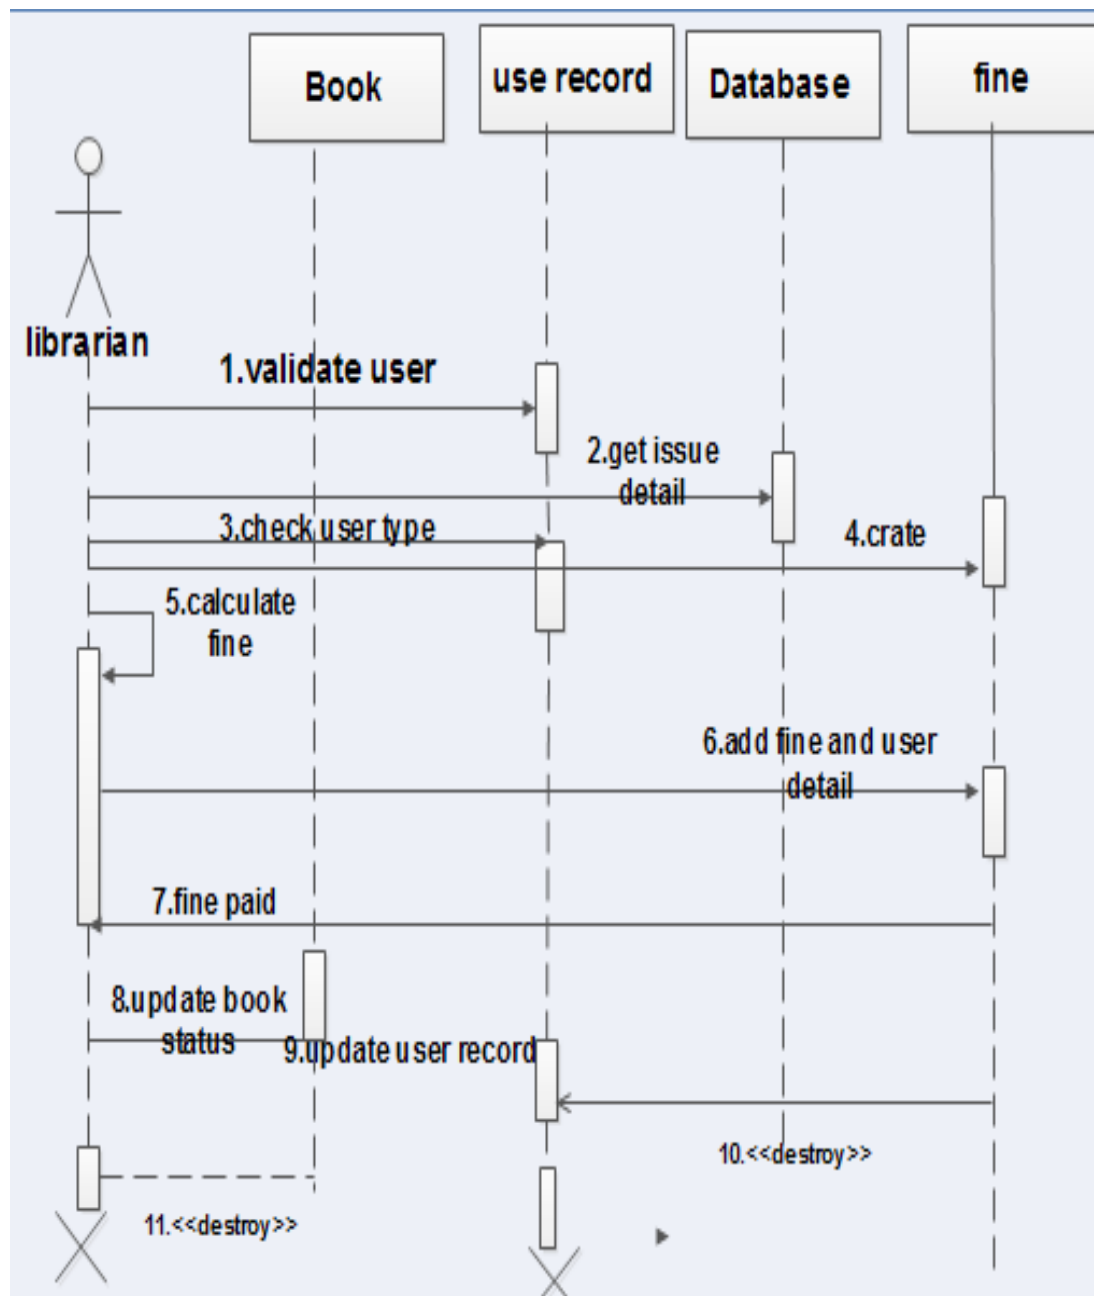 Book
use record
Database
fine
librarian
1.validate user
2.get issue
detail
3.check user type
4.crate
5.calculate
fine
6.add fine and user
detail
7.fine paid
8.update book
status
9.update user record
10.<<destroy>>
11.<<destroy>>